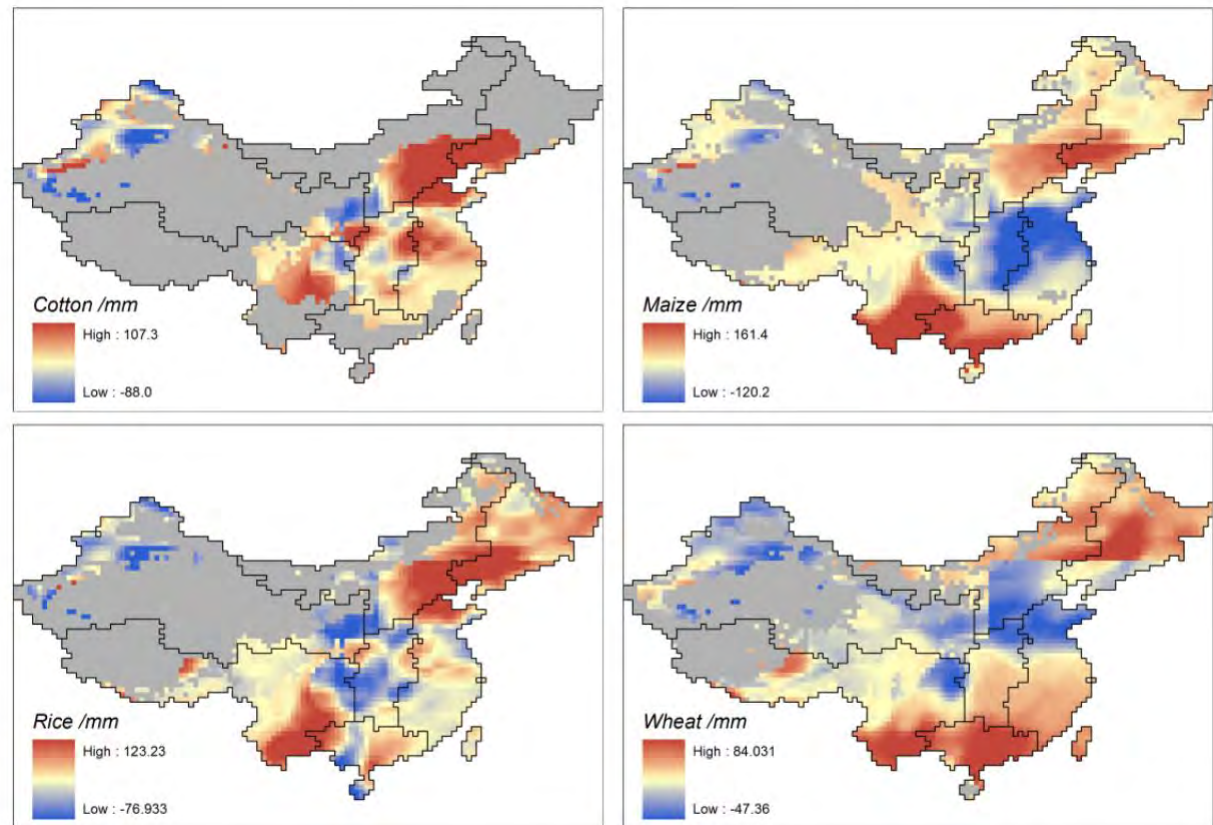 Cotton /mm
High : 107.3
Low : -88.0
Maize /mm
High : 161.4
Low : -120.2
Rice /mm
High : 123.23
Low : -76.933
Wheat /mm
High : 84.031
Low : -47.36